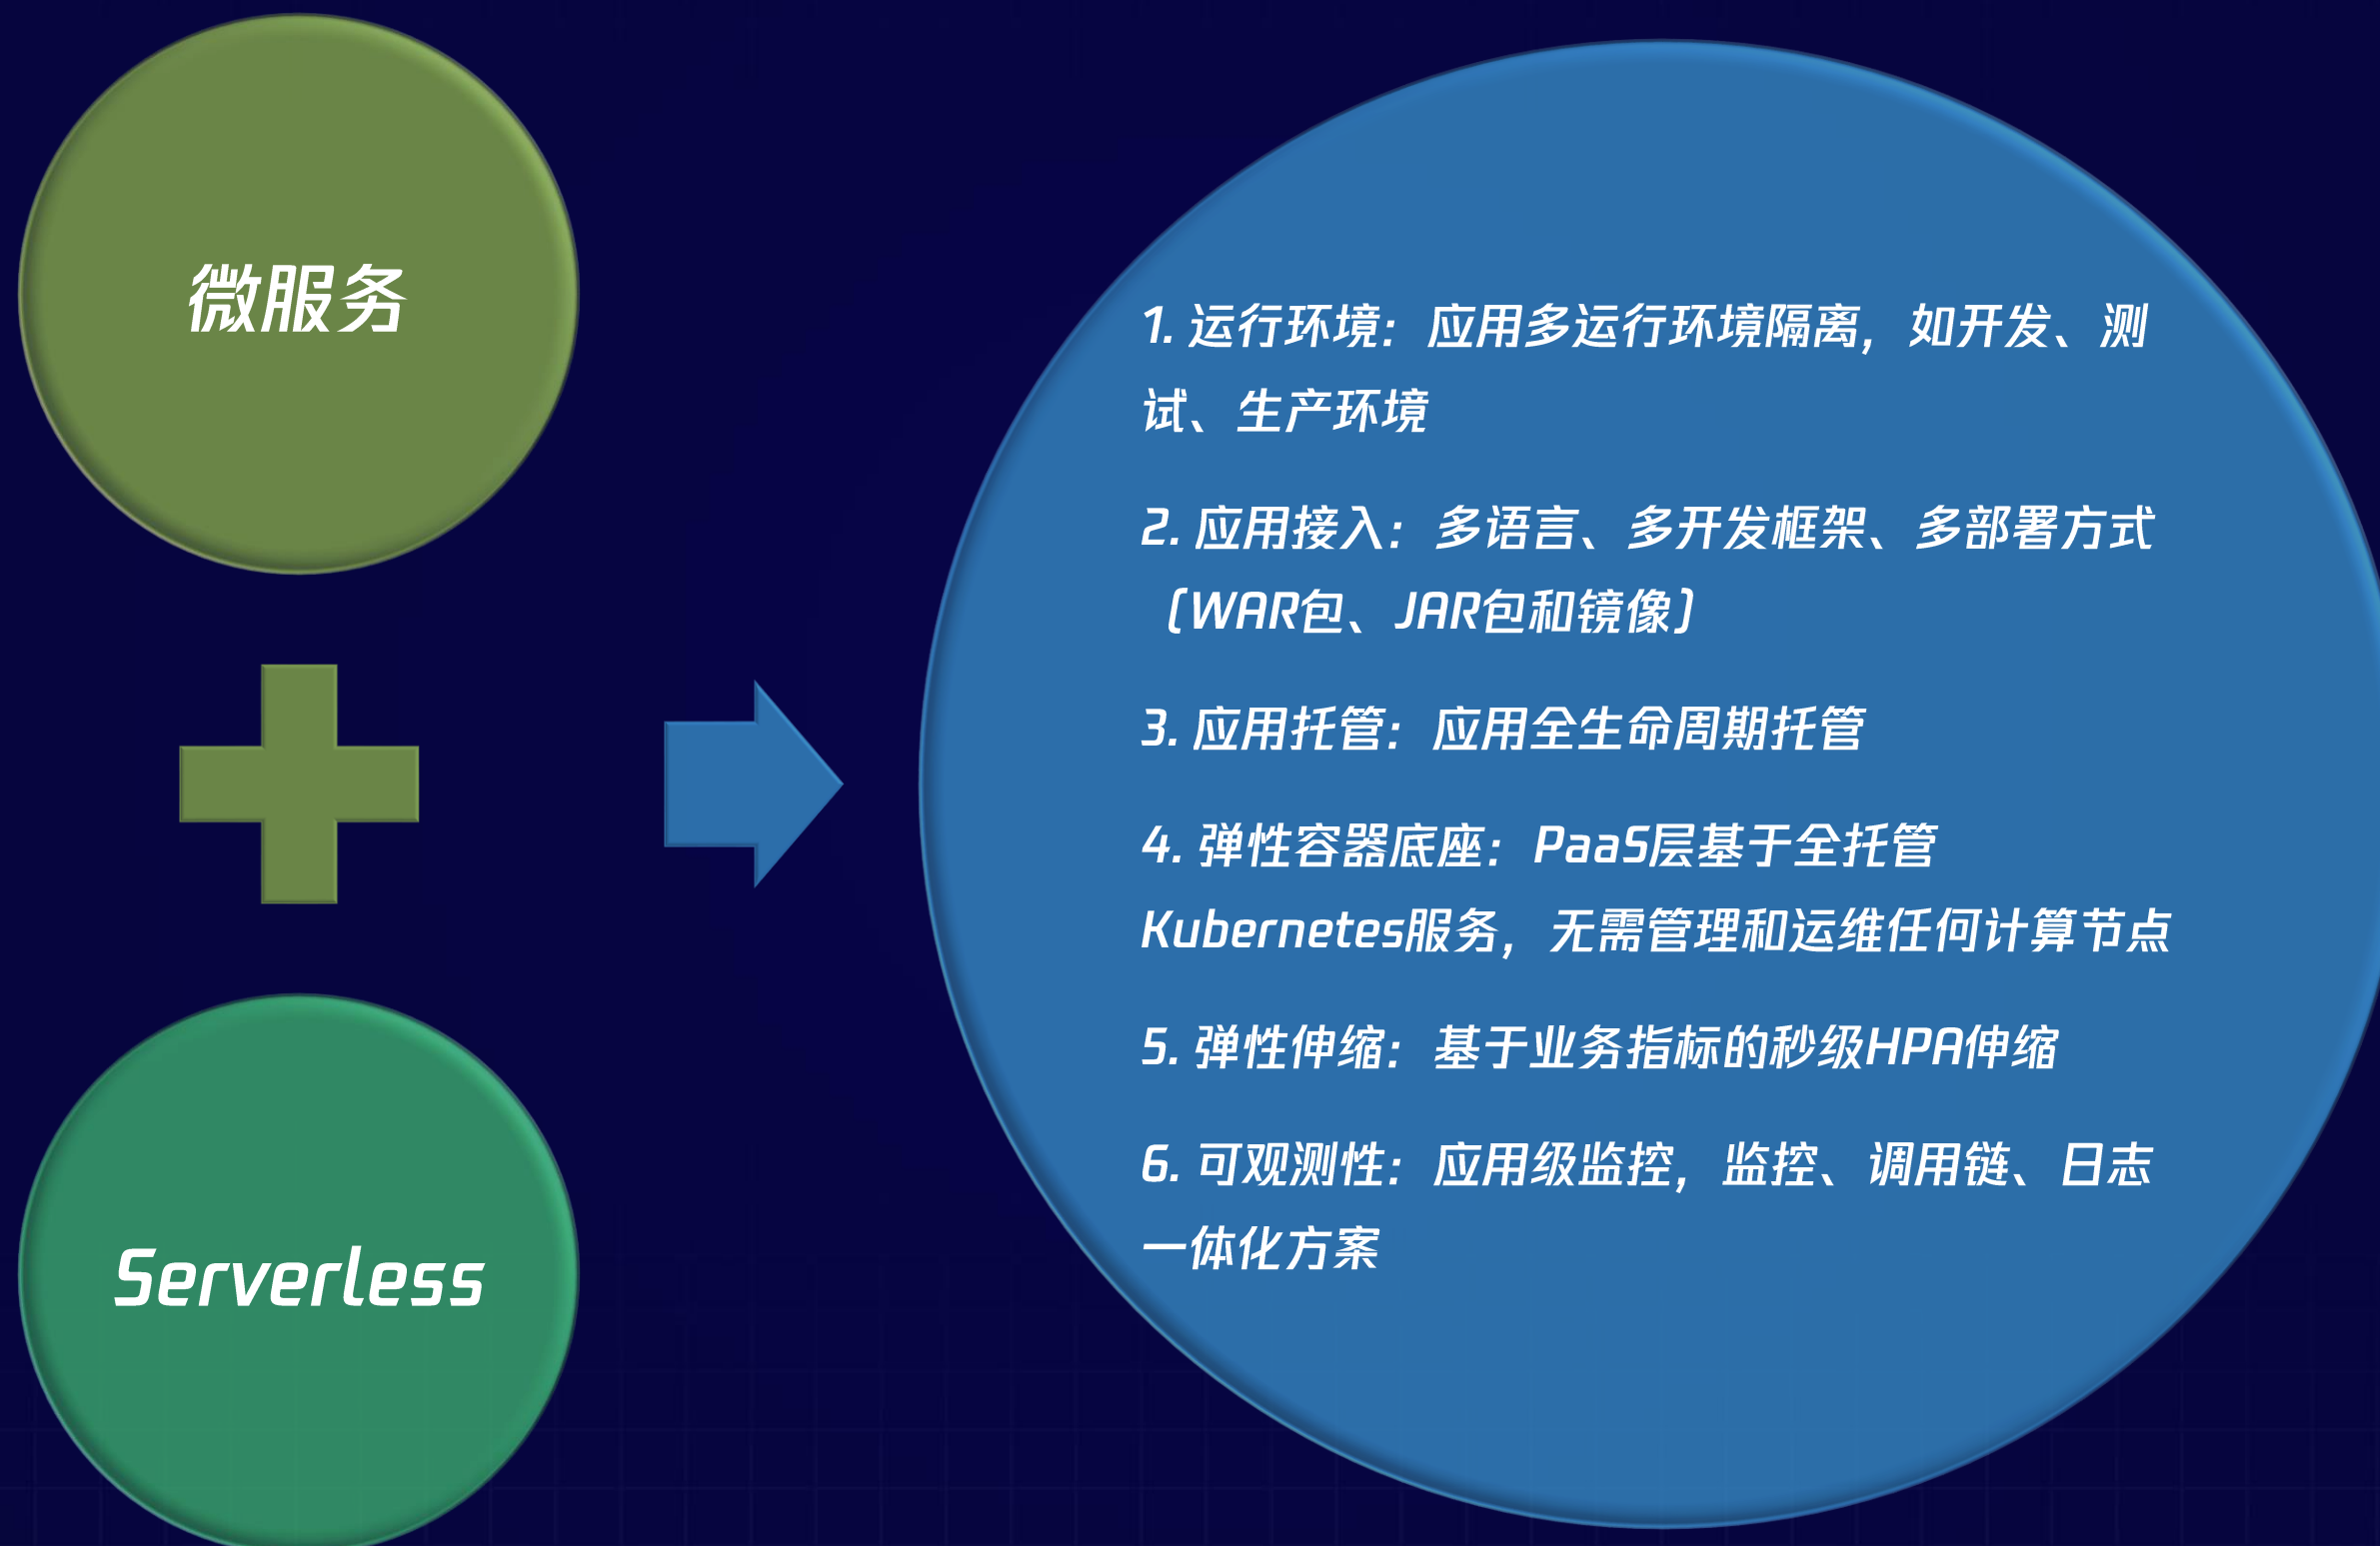 微服务
Serverless
1. 运行环境：应用多运行环境隔离，如开发、测
试、生产环境
2. 应用接入：多语言、多开发框架、多部署方式
（WAR包、JAR包和镜像）
3. 应用托管：应用全生命周期托管
4. 弹性容器底座：PaaS层基于全托管
Kubernetes服务，无需管理和运维任何计算节点
5. 弹性伸缩：基于业务指标的秒级HPA伸缩
6. 可观测性：应用级监控，监控、调用链、日志
一体化方案